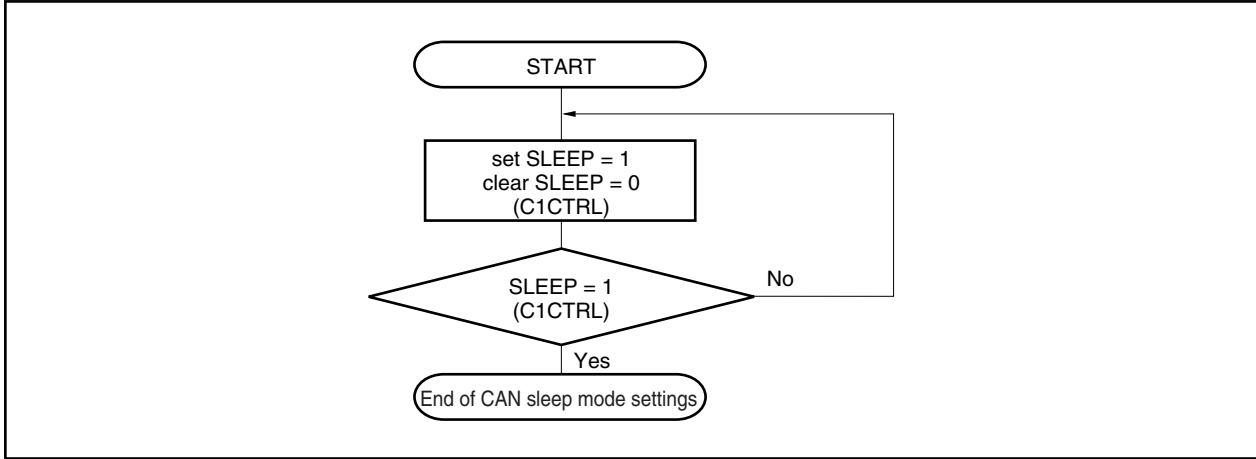 START
set SLEEP = 1
clear SLEEP = 0
(C1CTRL)
SLEEP = 1
(C1CTRL)
No
Yes
End of CAN sleep mode settings